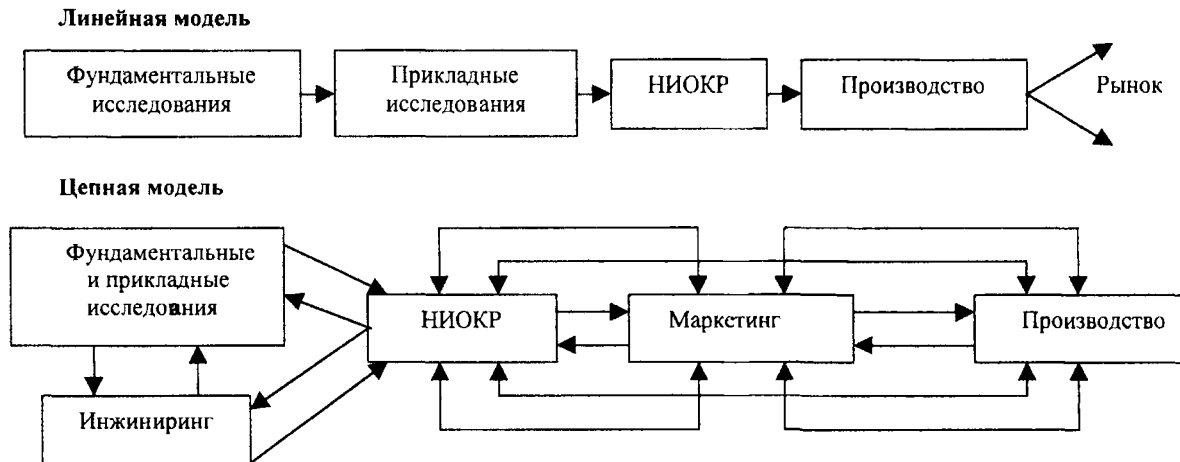 Линейная модель
Фундаментальные
исследования
Прикладные
исследования
НИОКР
Производство
Рынок
Цепная модель
Фундаментальные
и прикладные
исследования
Инжиниринг
НИОКР
Маркетинг
Производство